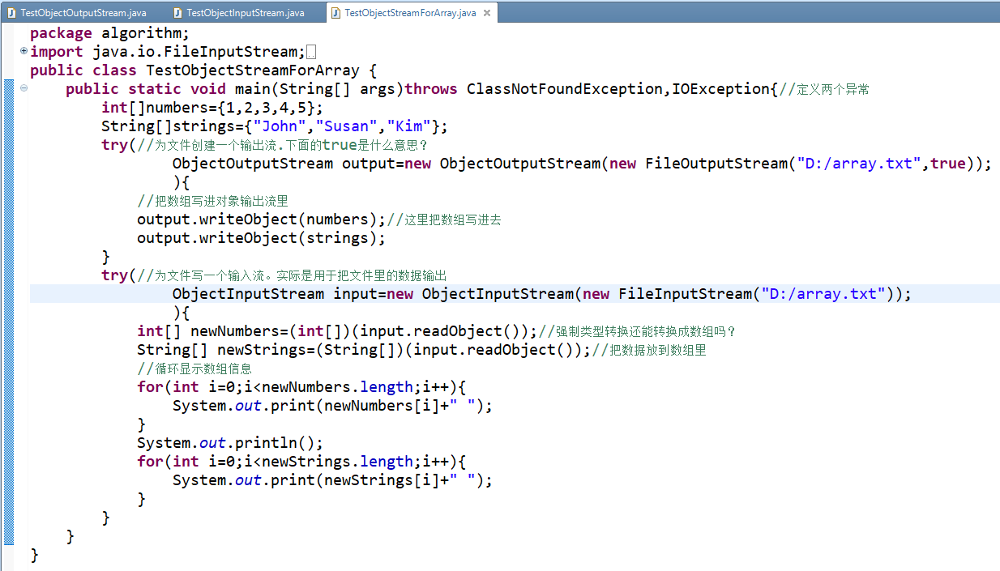 TestObjectOutputStream.java TestObjectInputStream.java TestObjectStreamForArray.java
package algorithm;
import java.io.FileInputStream;
public class TestObjectStreamForArray {
public static void main(String[] args)throws ClassNotFoundException,IOException{//定义两个异常
int[]numbers={1,2,3,4,5};
String[]strings={"John","Susan","Kim"};
try(//为文件创建一个输出流.下面的true是什么意思?
ObjectOutputStream output=new ObjectOutputStream(new FileOutputStream("D:/array.txt",true));
){
//把数组写进对象输出流里
output.writeObject(numbers);//这里把数组写进去
output.writeObject(strings);
}
try(//为文件写一个输入流。实际是用于把文件里的数据输出
ObjectInputStream input=new ObjectInputStream(new FileInputStream("D:/array.txt"));
){
int[] newNumbers=(int[])(input.readObject());//强制类型转换还能转换成数组吗?
String[] newStrings=(String[])(input.readObject());//把数据放到数组里
//循环显示数组信息
for(int i=0;i<newNumbers.length;i++){
System.out.print(newNumbers[i]+" ");
}
System.out.println();
for(int i=0;i<newStrings.length;i++){
System.out.print(newStrings[i]+" ");
}
}
}
}